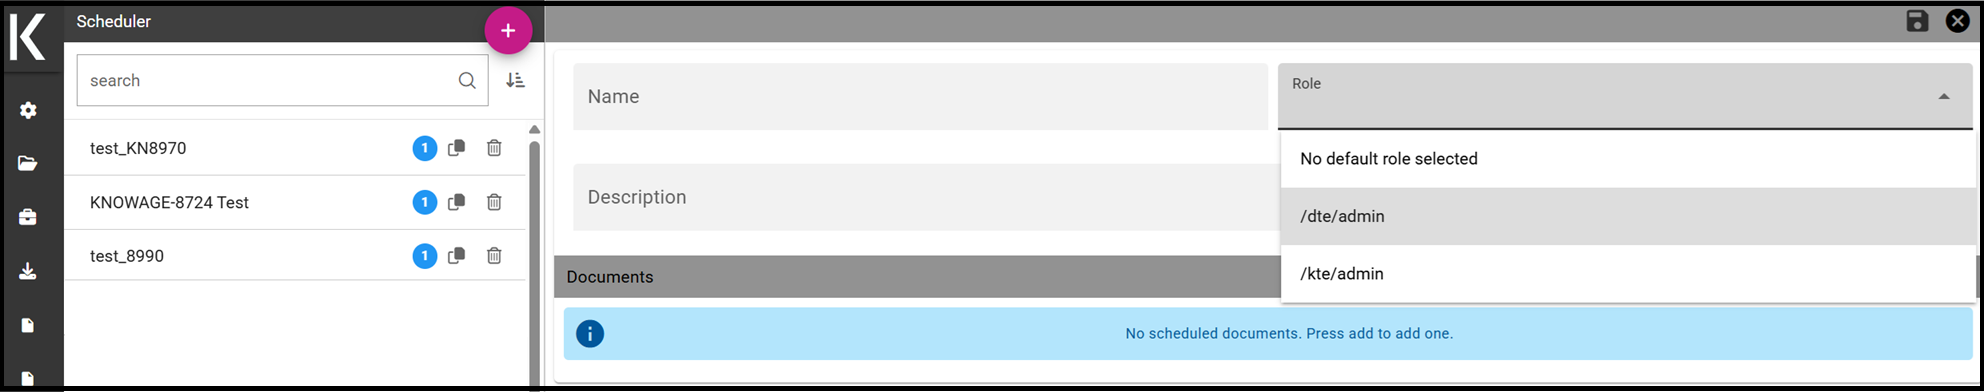 K
Scheduler
+
search
test_KN8970
1
KNOWAGE-8724 Test
1
test_8990
1
Name
Role
No default role selected
/dte/admin
/kte/admin
Description
Documents
i
No scheduled documents. Press add to add one.